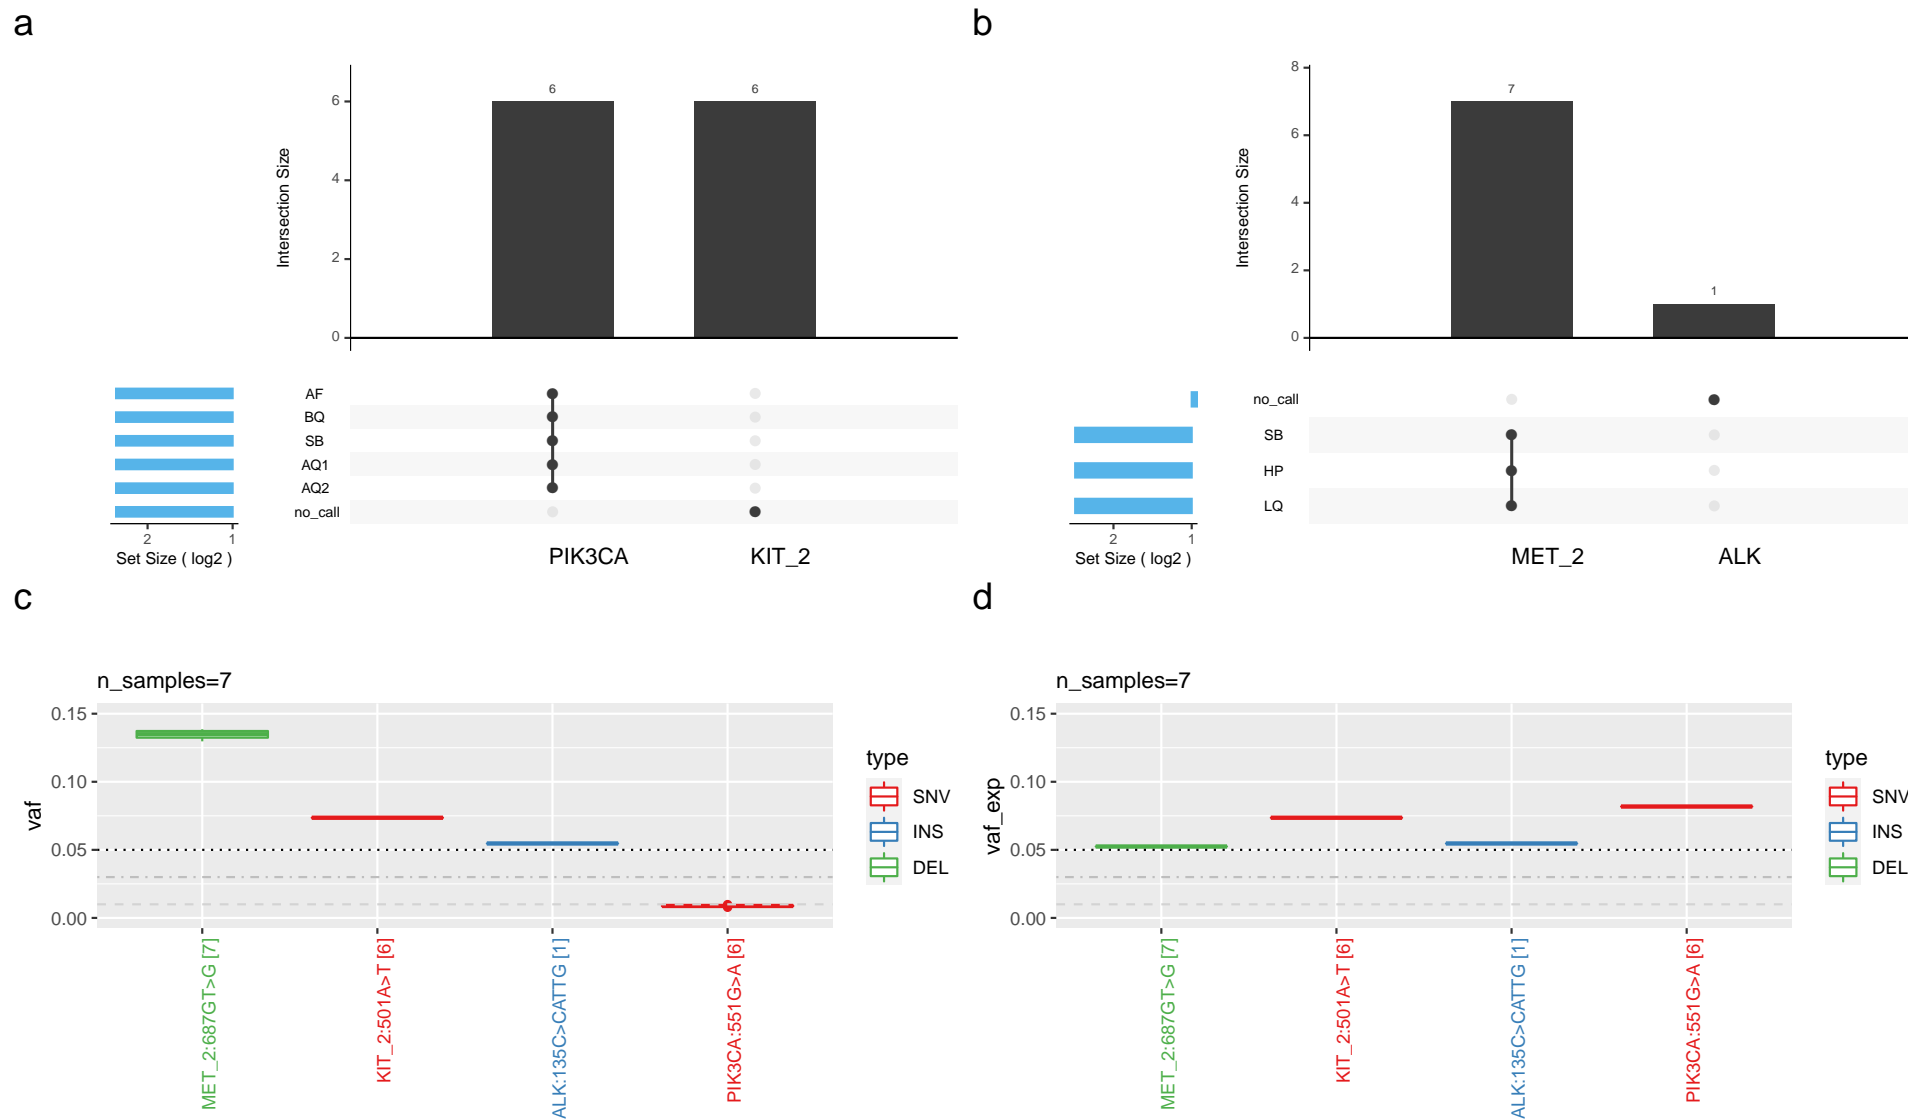 a
6
6
Intersection Size
6
4
2
0
AF
BQ
SB
AQ1
AQ2
no_call
2
1
Set Size ( log2 )
PIK3CA
KIT_2
b
7
1
Intersection Size
8
6
4
2
0
no_call
SB
HP
LQ
2
1
Set Size ( log2 )
MET_2
ALK
c
n_samples=7
vaf
0.15
0.10
0.05
0.00
MET_2:687GT>G [7]
KIT_2:501A>T [6]
ALK:135C>CATTG [1]
PIK3CA:551G>A [6]
type
SNV
INS
DEL
d
n_samples=7
vaf_exp
0.15
0.10
0.05
0.00
MET_2:687GT>G [7]
KIT_2:501A>T [6]
ALK:135C>CATTG [1]
PIK3CA:551G>A [6]
type
SNV
INS
DEL